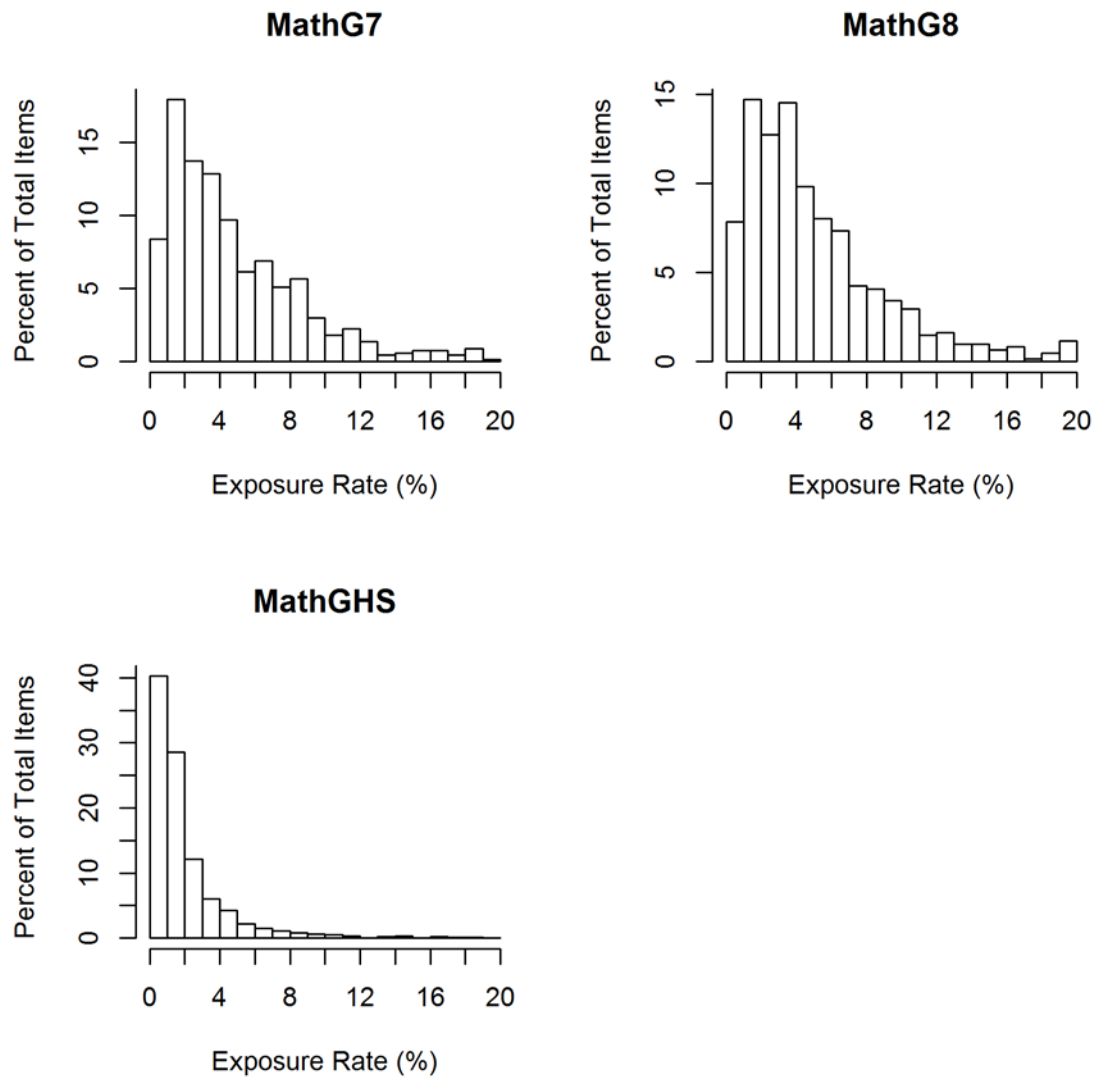 MathG7
Percent of Total Items
15
10
5
0
0 4 8 12 16 20
Exposure Rate (%)
MathG8
Percent of Total Items
15
10
5
0
0 4 8 12 16 20
Exposure Rate (%)
MathGHS
Percent of Total Items
40
30
20
10
0
0 4 8 12 16 20
Exposure Rate (%)